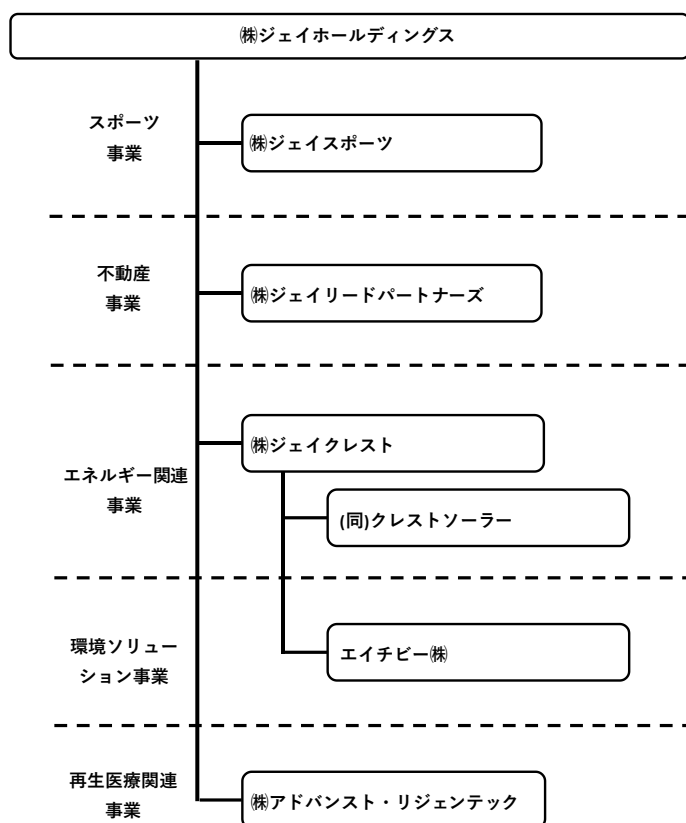 ㈱ジェイホールディングス
スポーツ
事業
㈱ジェイスポーツ
不動産
事業
㈱ジェイリードパートナーズ
エネルギー関連
事業
㈱ジェイクレスト
(同)クレストソーラー
環境ソリュー
ション事業
エイチビー㈱
再生医療関連
事業
㈱アドバンスト・リジェンテック